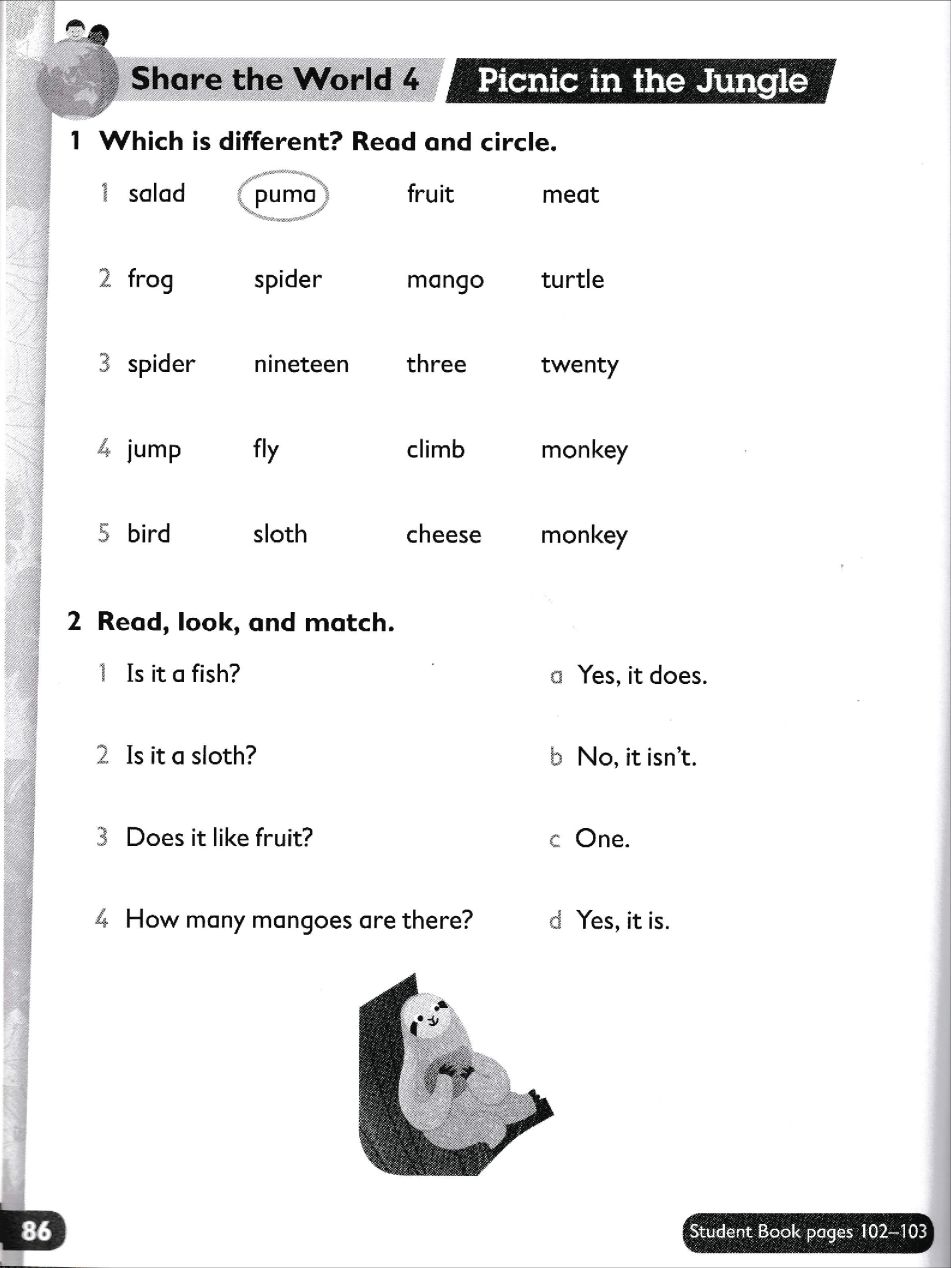 Share the World 4 Picnic in the Jungle
1 Which is different? Read and circle.
1 salad puma fruit meat
2 frog spider mango turtle
3 spider nineteen three twenty
4 jump fly climb monkey
5 bird sloth cheese monkey
2 Read, look, and match.
1 Is it a fish? a Yes, it does.
2 Is it a sloth? b No, it isn't.
3 Does it like fruit? c One.
4 How many mangoes are there? d Yes, it is.
86 Student Book pages 102–103